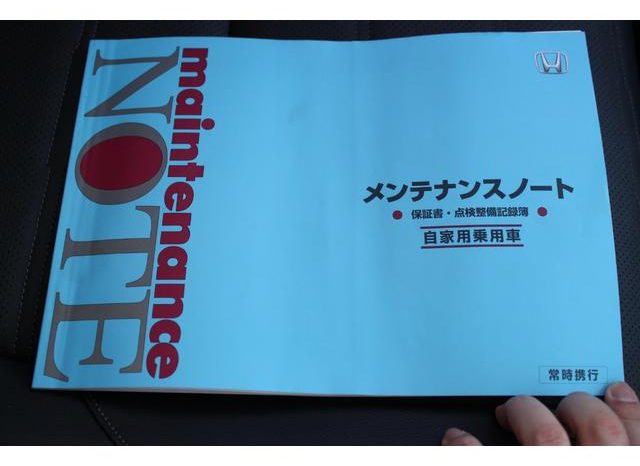 maintenance
NOTE
メンテナンスノート
● 保証書・点検整備記録簿 ●
自家用乗用車
常時携行